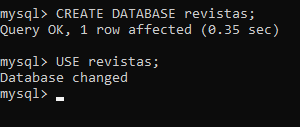 mysql> CREATE DATABASE revistas;
Query OK, 1 row affected (0.35 sec)
mysql> USE revistas;
Database changed
mysql> _